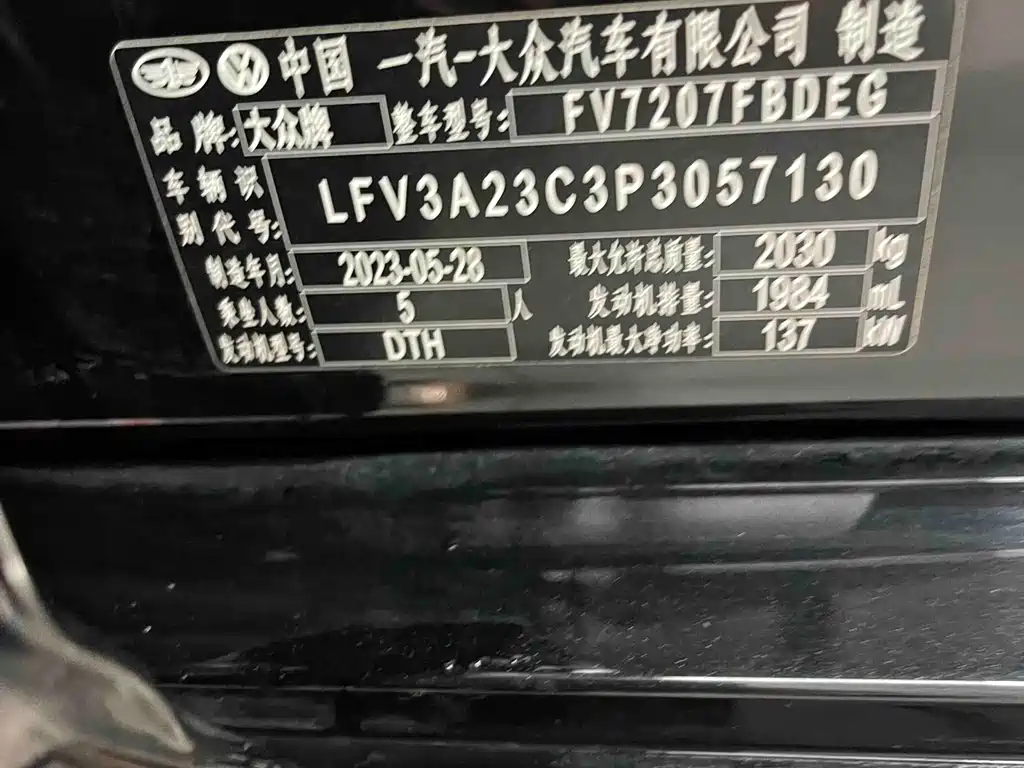 中国 一汽-大众汽车有限公司 制造
品牌: 大众牌 整车型号: FV7207FBDEG
车辆识别代号: LFV3A23C3P3057130
制造年月: 2023-05-28 最大允许总质量: 2030 kg
乘坐人数: 5 人 发动机排量: 1984 mL
发动机型号: DTH 发动机最大净功率: 137 kW